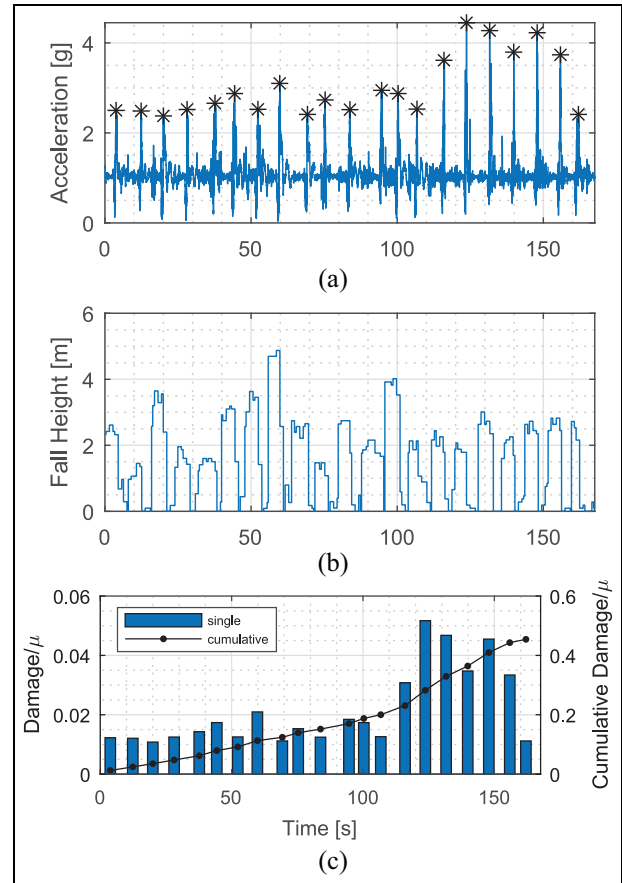 Acceleration [g]
4
2
0
0 50 100 150
(a)
Fall Height [m]
6
4
2
0
0 50 100 150
(b)
Damage/μ
0.06
0.04
0.02
0
single
cumulative
0.6
0.4
0.2
0
Cumulative Damage/μ
0 50 100 150
Time [s]
(c)